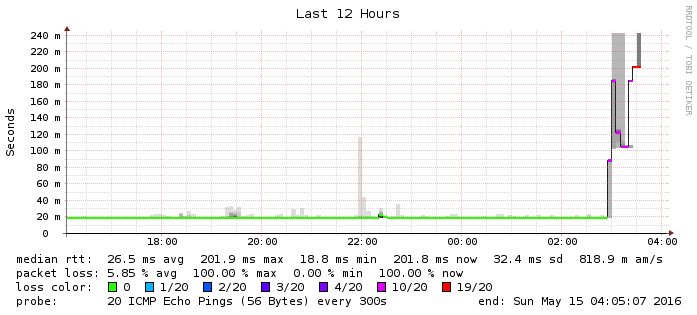 Last 12 Hours
RRDTOOL / TOBI OETIKER
Seconds
240 m
220 m
200 m
180 m
160 m
140 m
120 m
100 m
80 m
60 m
40 m
20 m
0
18:00 20:00 22:00 00:00 02:00 04:00
median rtt: 26.5 ms avg 201.9 ms max 18.8 ms min 201.8 ms now 32.4 ms sd 818.9 m am/s
packet loss: 5.85 % avg 100.00 % max 0.00 % min 100.00 % now
loss color: 0 1/20 2/20 3/20 4/20 10/20 19/20
probe: 20 ICMP Echo Pings (56 Bytes) every 300s end: Sun May 15 04:05:07 2016